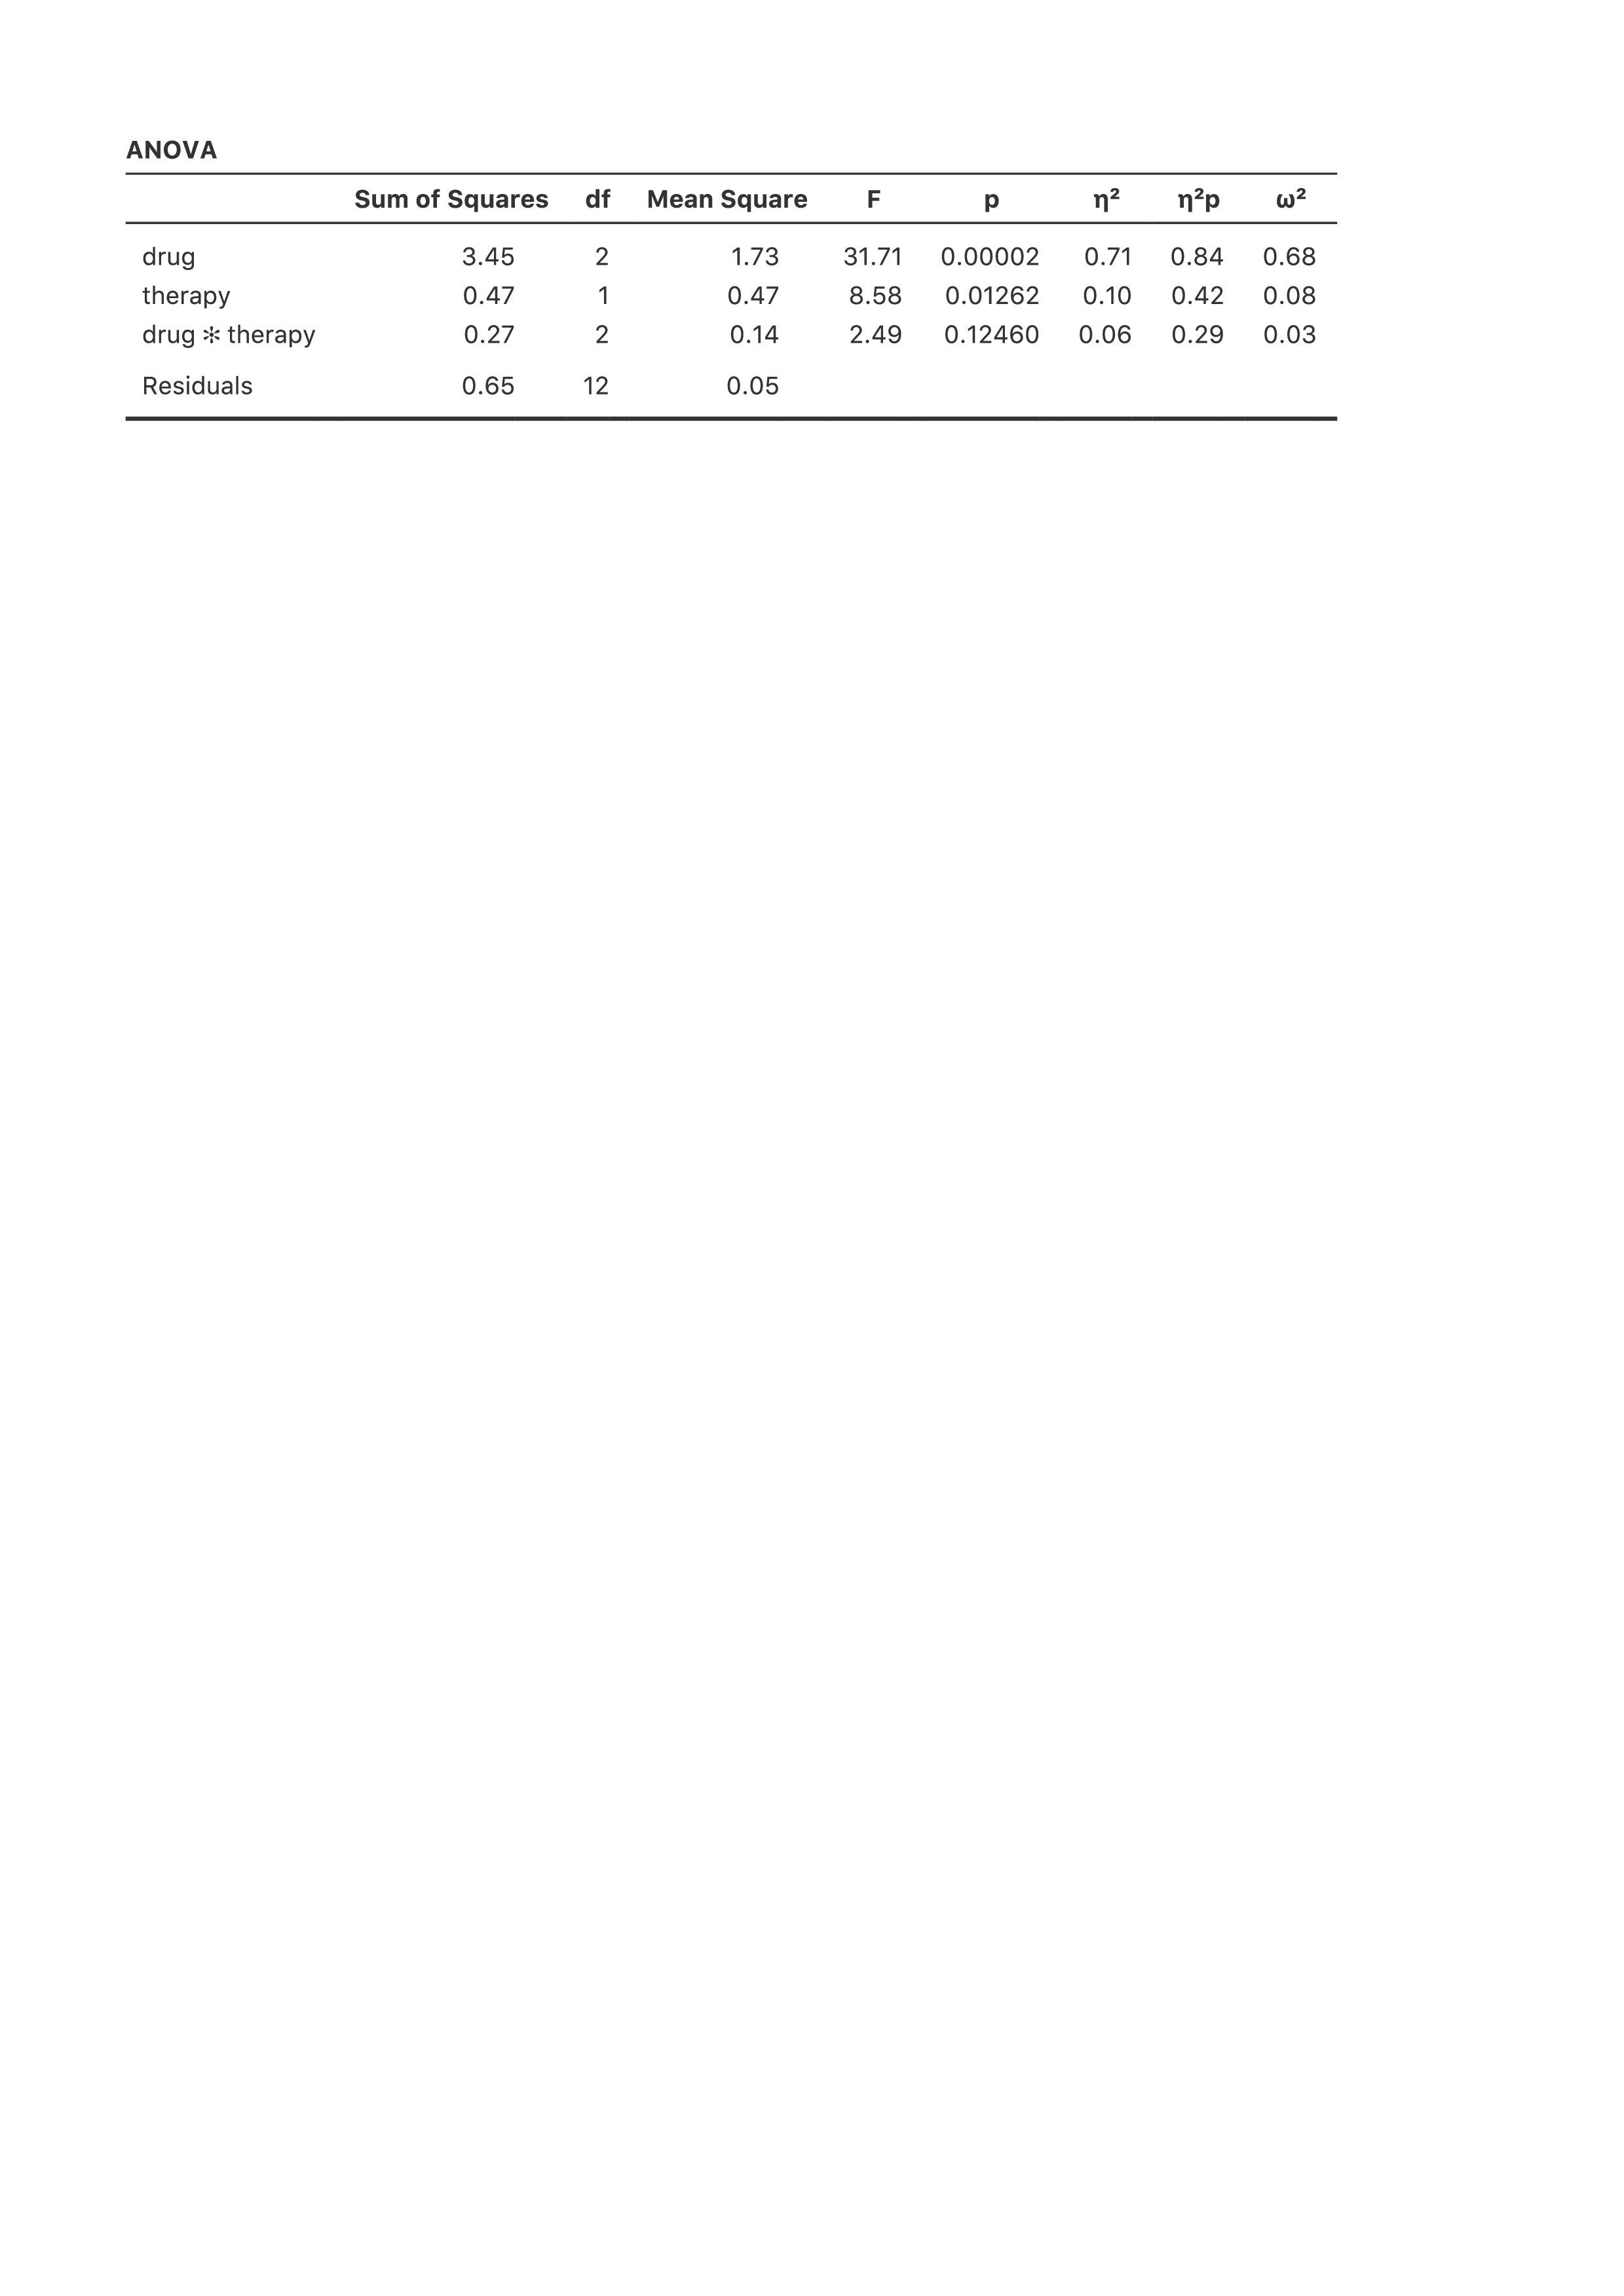 ANOVA
Sum of Squares df Mean Square F p η² η²p ω²
drug 3.45 2 1.73 31.71 0.00002 0.71 0.84 0.68
therapy 0.47 1 0.47 8.58 0.01262 0.10 0.42 0.08
drug ✻ therapy 0.27 2 0.14 2.49 0.12460 0.06 0.29 0.03
Residuals 0.65 12 0.05